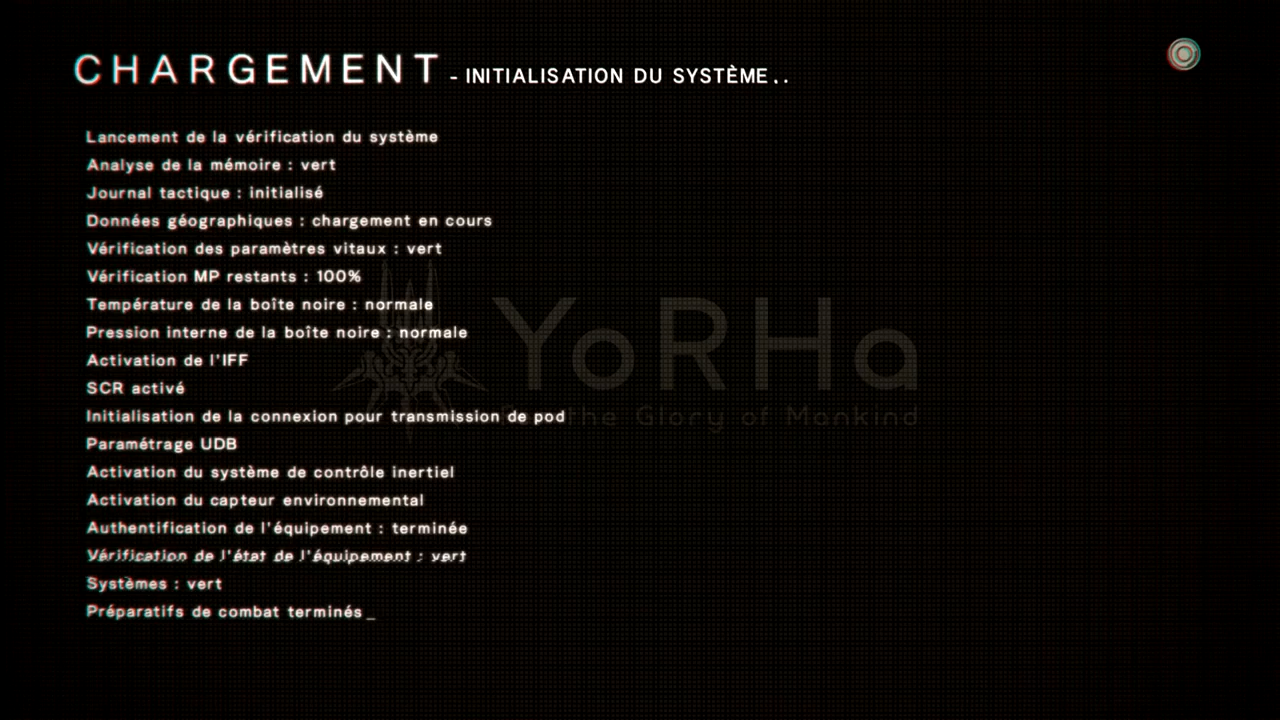 CHARGEMENT - INITIALISATION DU SYSTÈME..
Lancement de la vérification du système
Analyse de la mémoire : vert
Journal tactique : initialisé
Données géographiques : chargement en cours
Vérification des paramètres vitaux : vert
Vérification MP restants : 100%
Température de la boîte noire : normale
Pression interne de la boîte noire : normale
Activation de l'IFF
SCR activé
Initialisation de la connexion pour transmission de pod
Paramétrage UDB
Activation du système de contrôle inertiel
Activation du capteur environnemental
Authentification de l'équipement : terminée
Vérification de l'état de l'équipement : vert
Systèmes : vert
Préparatifs de combat terminés _
YoRHa
the Glory of Mankind